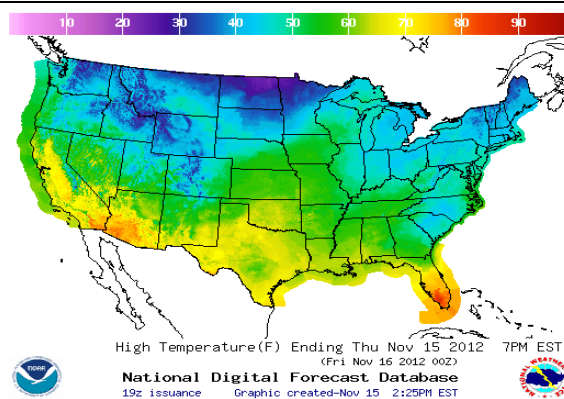 10 20 30 40 50 60 70 80 90
High Temperature(F) Ending Thu Nov 15 2012 7PM EST
(Fri Nov 16 2012 00Z)
National Digital Forecast Database
19z issuance Graphic created-Nov 15 2:25PM EST
NOAA